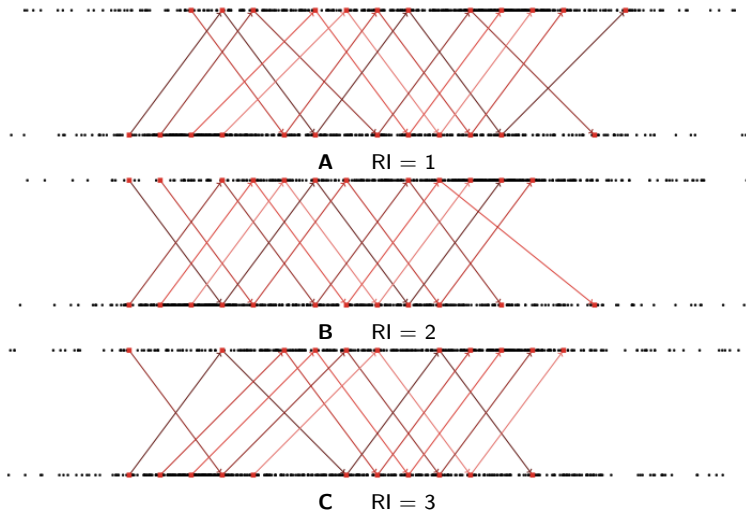 A RI = 1
B RI = 2
C RI = 3